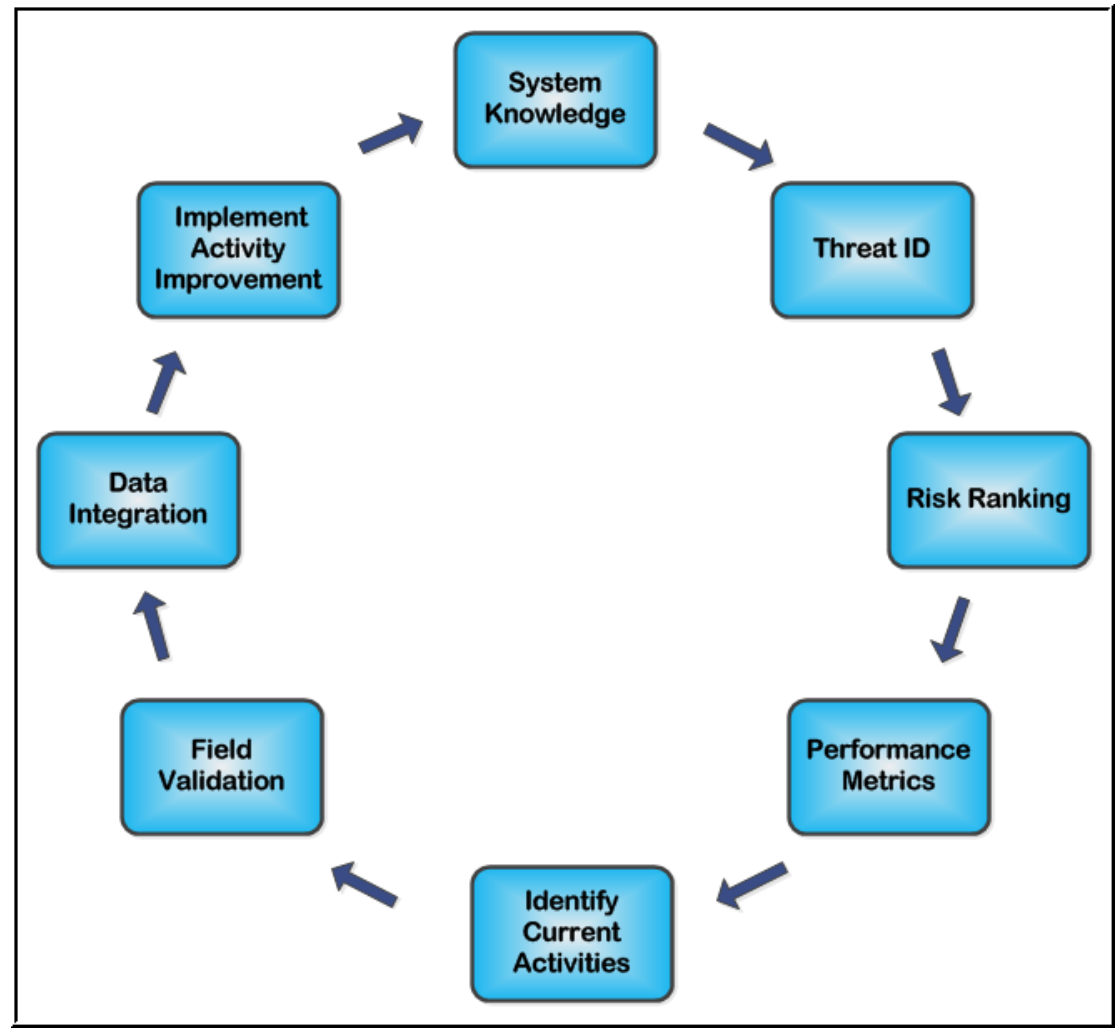 System
Knowledge
Threat ID
Risk Ranking
Performance
Metrics
Identify
Current
Activities
Field
Validation
Data
Integration
Implement
Activity
Improvement